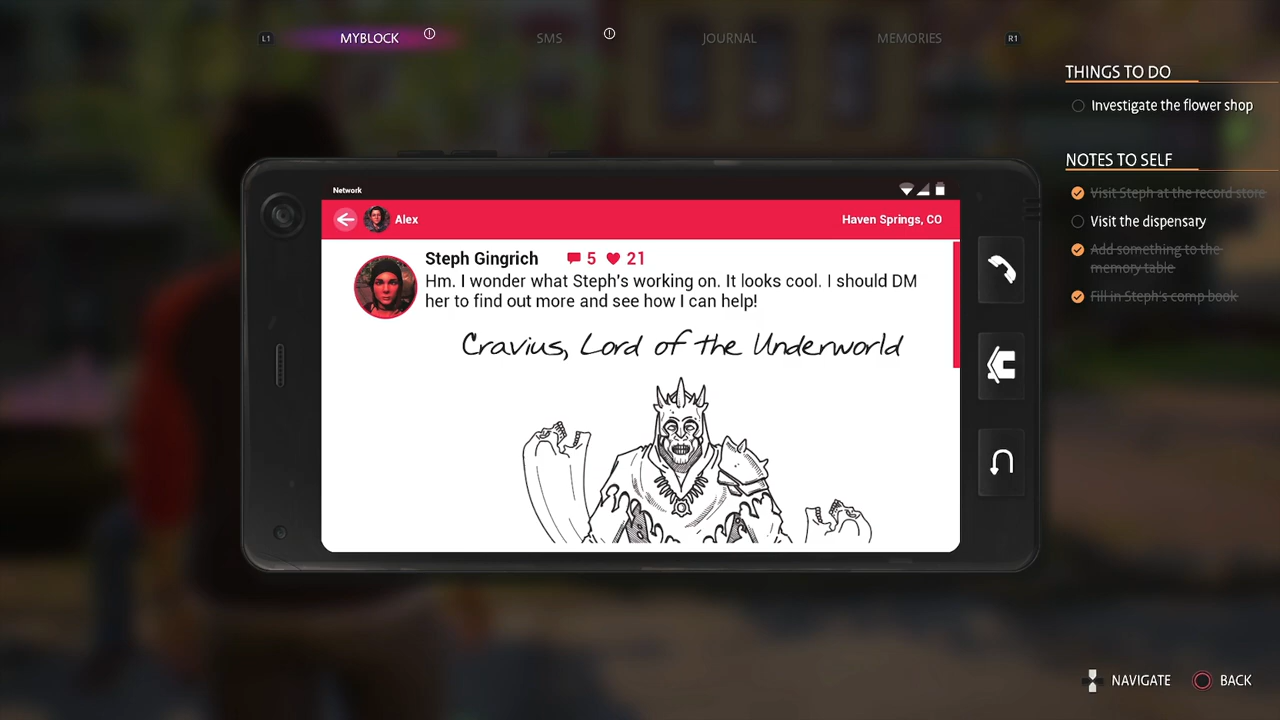 L1
MYBLOCK
SMS
JOURNAL
MEMORIES
R1
THINGS TO DO
Investigate the flower shop
NOTES TO SELF
Visit Steph at the record store
Visit the dispensary
Add something to the
memory table
Fill in Steph's comp book
Network
Alex
Haven Springs, CO
Steph Gingrich 5 21
Hm. I wonder what Steph's working on. It looks cool. I should DM
her to find out more and see how I can help!
Cravius, Lord of the Underworld
NAVIGATE
BACK